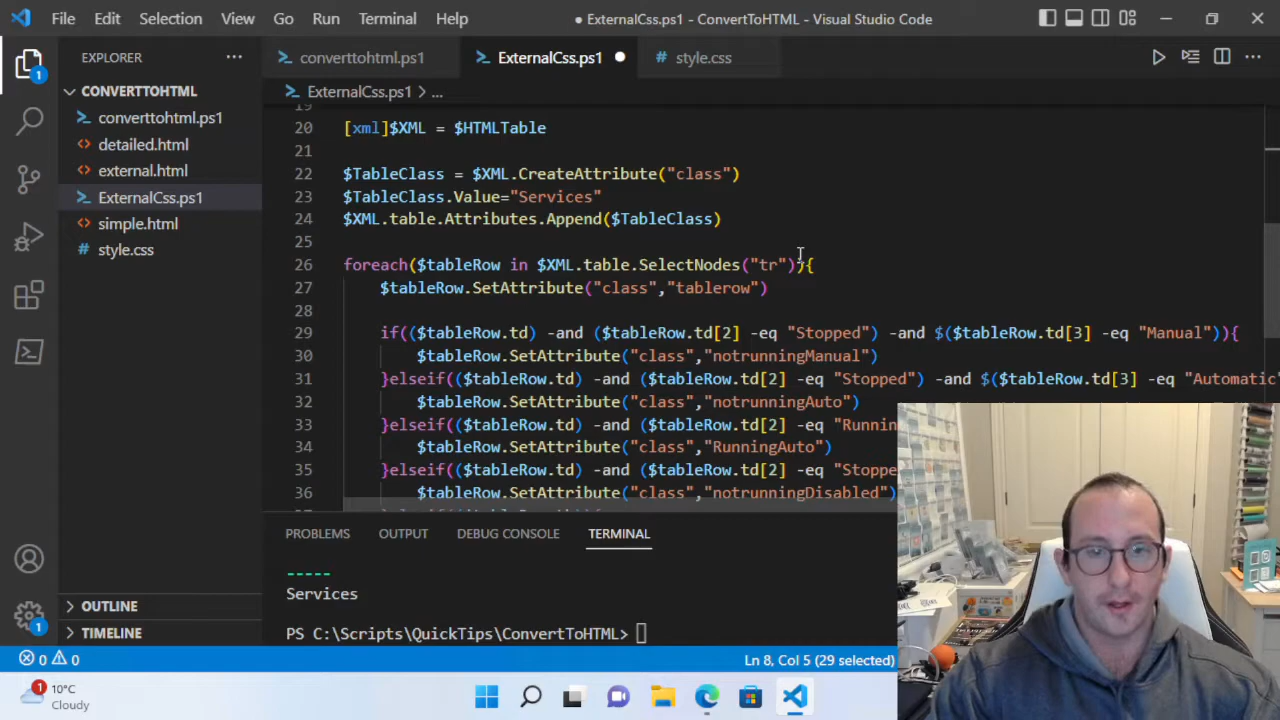 File Edit Selection View Go Run Terminal Help
● ExternalCss.ps1 - ConvertToHTML - Visual Studio Code
EXPLORER ···
converttohtml.ps1
ExternalCss.ps1 ●
# style.css
1
ExternalCss.ps1 > ...
CONVERTTOHTML
converttohtml.ps1
detailed.html
external.html
ExternalCss.ps1
simple.html
# style.css
20 [xml]$XML = $HTMLTable
21
22 $TableClass = $XML.CreateAttribute("class")
23 $TableClass.Value="Services"
24 $XML.table.Attributes.Append($TableClass)
25
26 foreach($tableRow in $XML.table.SelectNodes("tr")){
27 $tableRow.SetAttribute("class","tablerow")
28
29 if(($tableRow.td) -and ($tableRow.td[2] -eq "Stopped") -and $($tableRow.td[3] -eq "Manual")){
30 $tableRow.SetAttribute("class","notrunningManual")
31 }elseif(($tableRow.td) -and ($tableRow.td[2] -eq "Stopped") -and $($tableRow.td[3] -eq "Automatic"
32 $tableRow.SetAttribute("class","notrunningAuto")
33 }elseif(($tableRow.td) -and ($tableRow.td[2] -eq "Runnin
34 $tableRow.SetAttribute("class","RunningAuto")
35 }elseif(($tableRow.td) -and ($tableRow.td[2] -eq "Stoppe
36 $tableRow.SetAttribute("class","notrunningDisabled")
PROBLEMS OUTPUT DEBUG CONSOLE TERMINAL
-----
Services
PS C:\Scripts\QuickTips\ConvertToHTML>
OUTLINE
TIMELINE
1
0 0
Ln 8, Col 5 (29 selected)
1
10°C
Cloudy